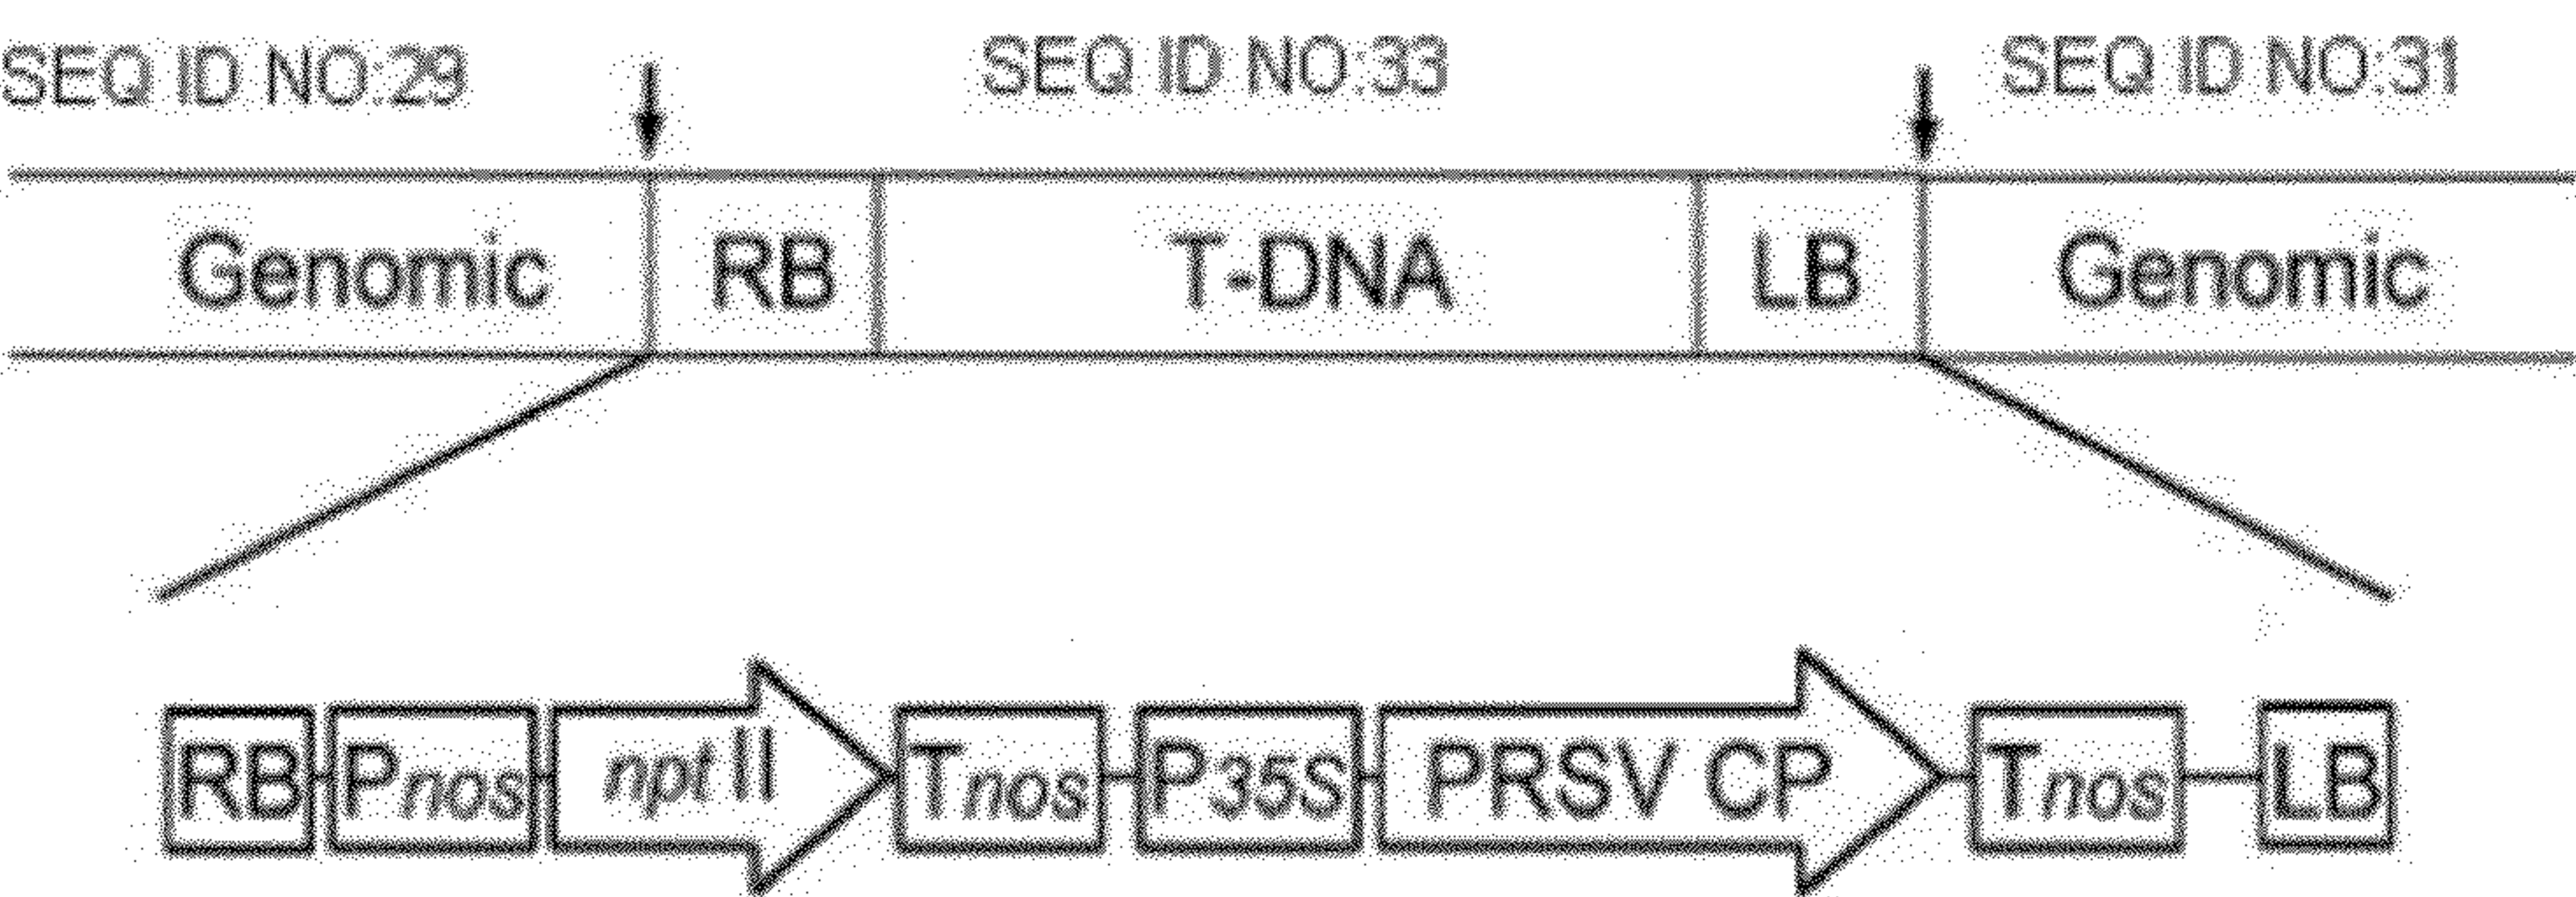 SEQ ID NO:29 SEQ ID NO:33 SEQ ID NO:31
Genomic RB T-DNA LB Genomic
RB Pnos npt II Tnos P35S PRSV CP Tnos LB